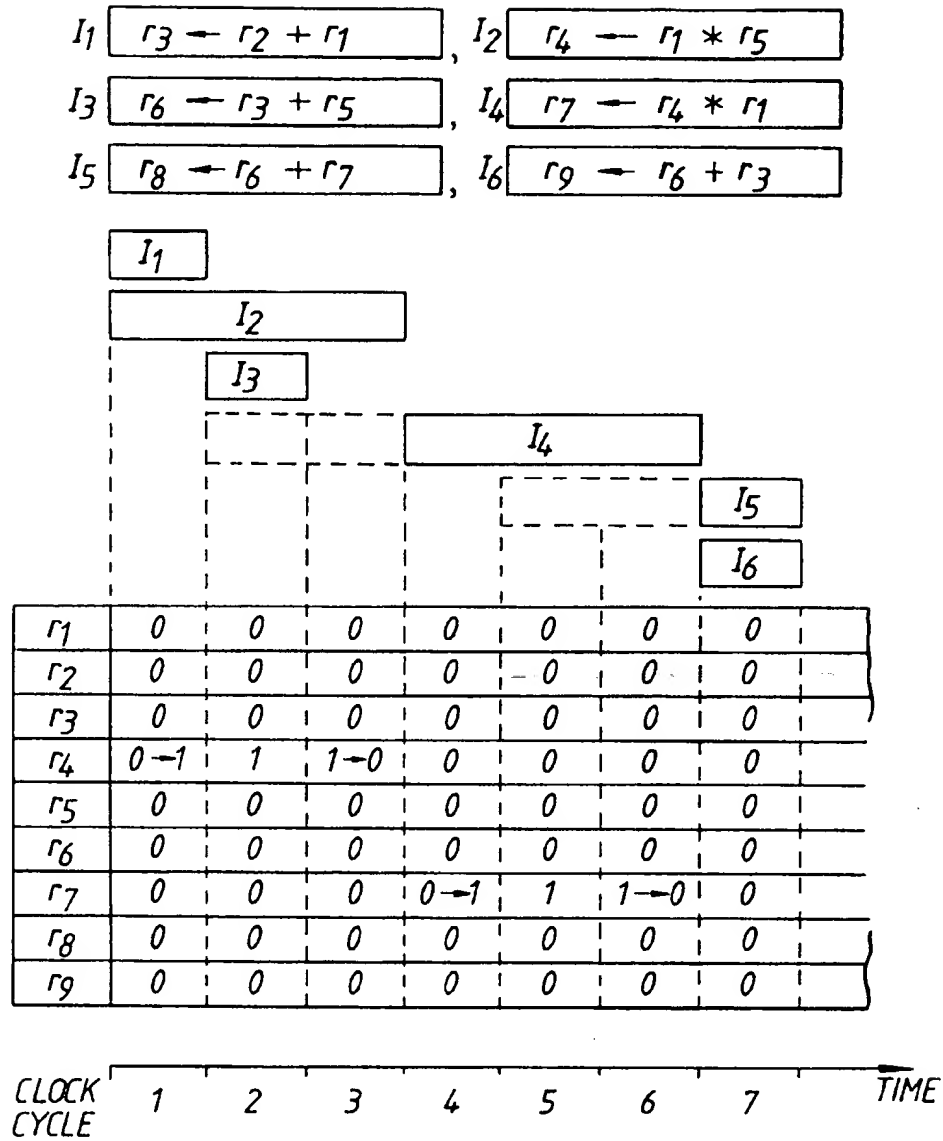 I1 r3 ← r2 + r1 , I2 r4 ← r1 * r5
I3 r6 ← r3 + r5 , I4 r7 ← r4 * r1
I5 r8 ← r6 + r7 , I6 r9 ← r6 + r3
I1
I2
I3
I4
I5
I6
r1 0 0 0 0 0 0 0
r2 0 0 0 0 0 0 0
r3 0 0 0 0 0 0 0
r4 0→1 1 1→0 0 0 0 0
r5 0 0 0 0 0 0 0
r6 0 0 0 0 0 0 0
r7 0 0 0 0→1 1 1→0 0
r8 0 0 0 0 0 0 0
r9 0 0 0 0 0 0 0
CLOCK CYCLE 1 2 3 4 5 6 7 TIME